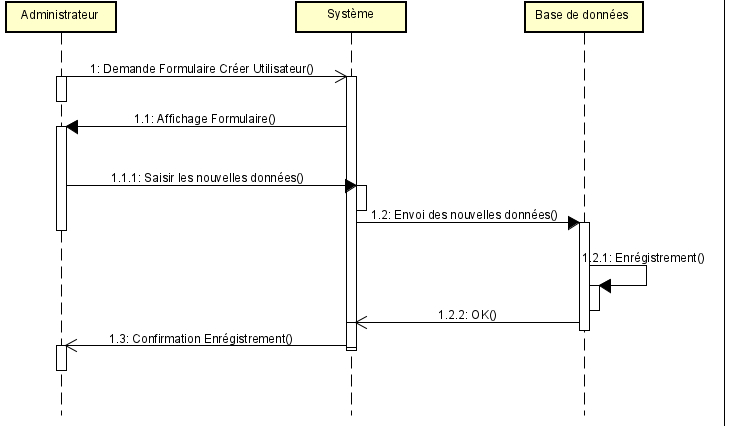 Administrateur
Système
Base de données
1: Demande Formulaire Créer Utilisateur()
1.1: Affichage Formulaire()
1.1.1: Saisir les nouvelles données()
1.2: Envoi des nouvelles données()
1.2.1: Enrégistrement()
1.2.2: OK()
1.3: Confirmation Enrégistrement()